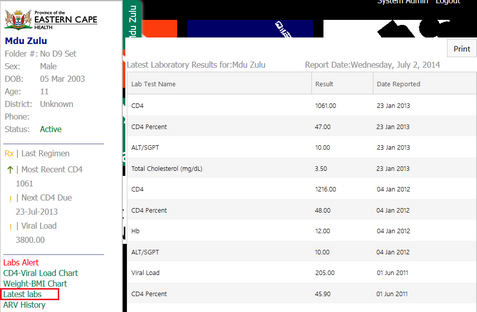 System Admin Logout
Province of the
EASTERN CAPE
HEALTH
Mdu Zulu
Folder #: No D9 Set
Sex: Male
DOB: 05 Mar 2003
Age: 11
District: Unknown
Phone:
Status: Active
Rx | Last Regimen
| Most Recent CD4
1061
! | Next CD4 Due
23-Jul-2013
! | Viral Load
3800.00
Labs Alert
CD4-Viral Load Chart
Weight-BMI Chart
Latest labs
ARV History
Mdu Zulu
Print
Latest Laboratory Results for:Mdu Zulu Report Date:Wednesday, July 2, 2014
Lab Test Name Result Date Reported
CD4 1061.00 23 Jan 2013
CD4 Percent 47.00 23 Jan 2013
ALT/SGPT 10.00 23 Jan 2013
Total Cholesterol (mg/dL) 3.50 23 Jan 2013
CD4 1216.00 04 Jan 2012
CD4 Percent 48.00 04 Jan 2012
Hb 12.00 04 Jan 2012
ALT/SGPT 10.00 04 Jan 2012
Viral Load 205.00 01 Jun 2011
CD4 Percent 45.90 01 Jun 2011